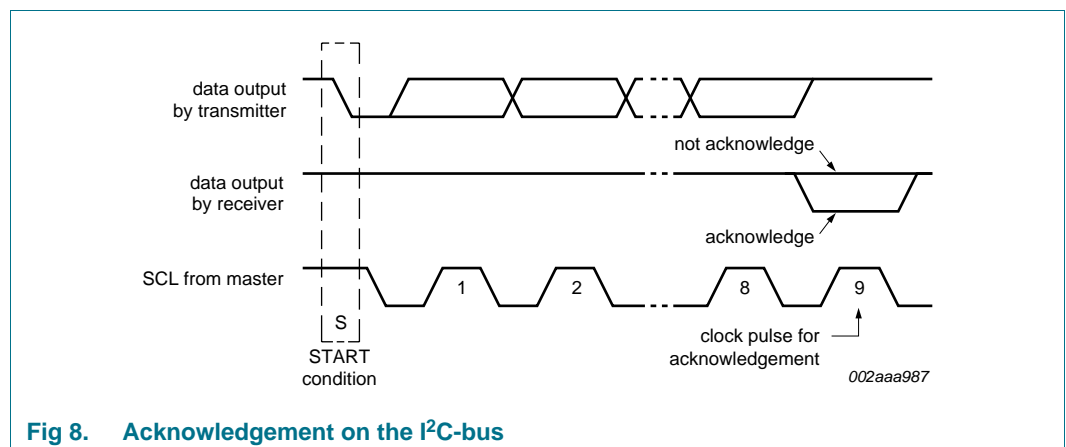 data output
by transmitter
not acknowledge
data output
by receiver
acknowledge
SCL from master
1
2
8
9
S
START
condition
clock pulse for
acknowledgement
002aaa987
Fig 8. Acknowledgement on the I²C-bus